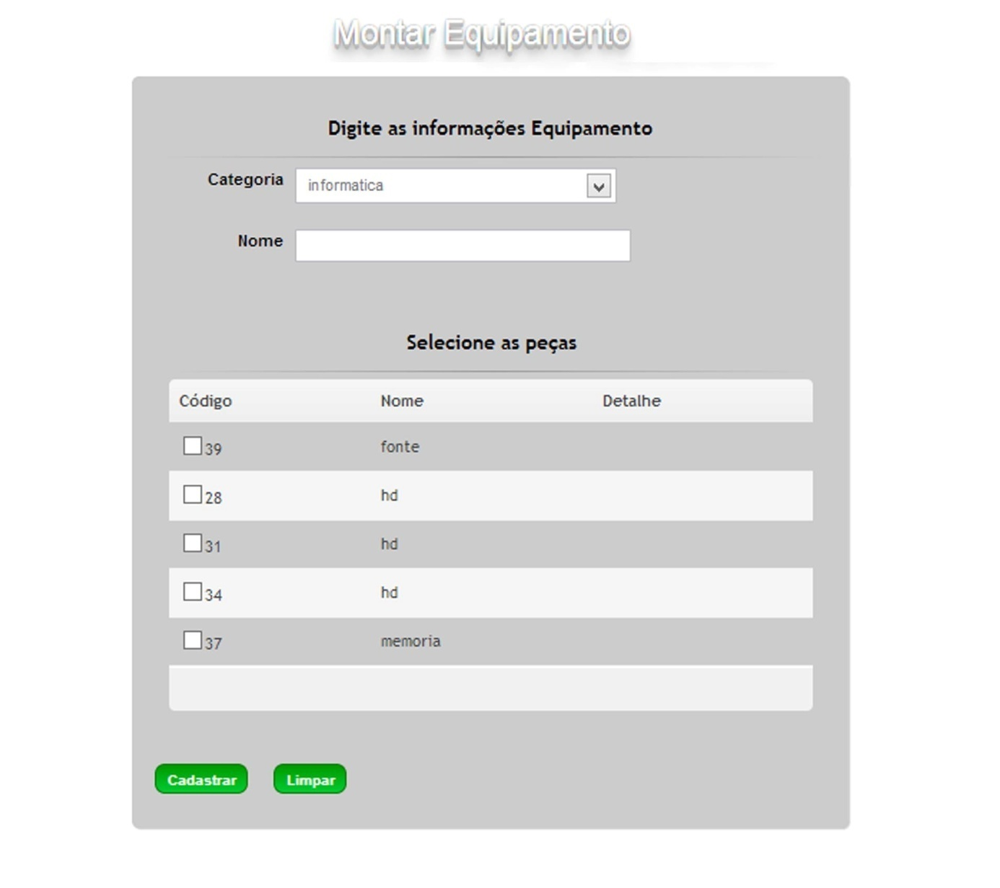 Montar Equipamento
Digite as informações Equipamento
Categoria informatica
Nome
Selecione as peças
Código Nome Detalhe
39 fonte
28 hd
31 hd
34 hd
37 memoria
Cadastrar Limpar